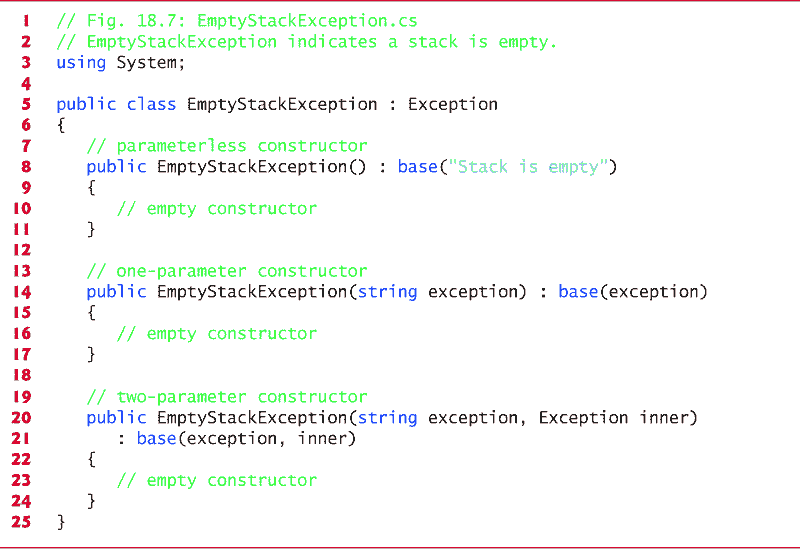 1 // Fig. 18.7: EmptyStackException.cs
2 // EmptyStackException indicates a stack is empty.
3 using System;
4
5 public class EmptyStackException : Exception
6 {
7 // parameterless constructor
8 public EmptyStackException() : base("Stack is empty")
9 {
10 // empty constructor
11 }
12
13 // one-parameter constructor
14 public EmptyStackException(string exception) : base(exception)
15 {
16 // empty constructor
17 }
18
19 // two-parameter constructor
20 public EmptyStackException(string exception, Exception inner)
21 : base(exception, inner)
22 {
23 // empty constructor
24 }
25 }